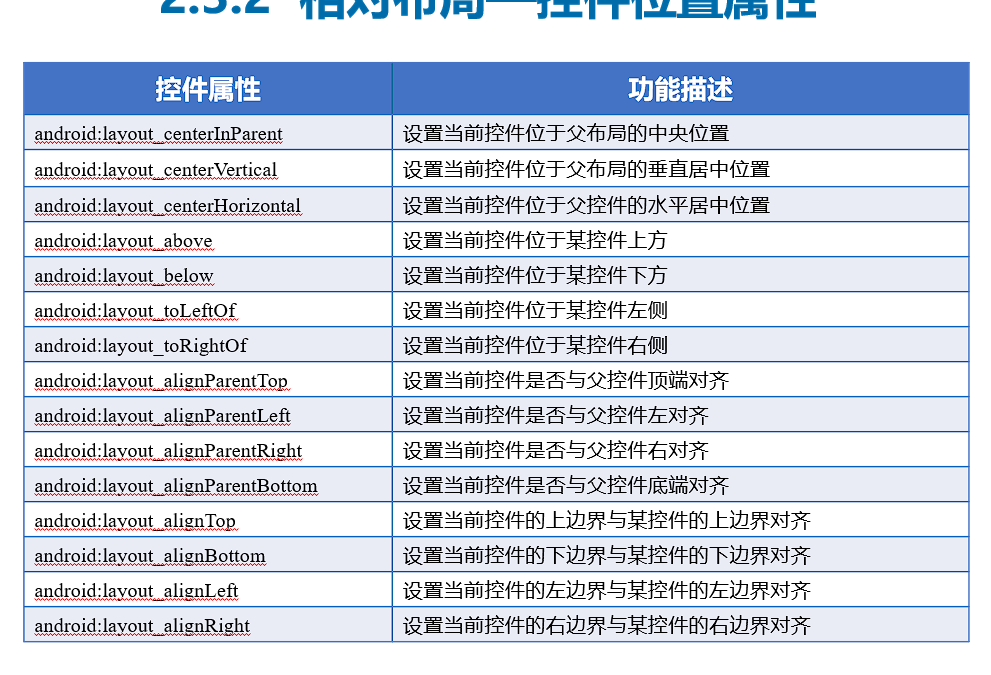 2.3.2 相对布局—控件位置属性
控件属性 功能描述
android:layout_centerInParent 设置当前控件位于父布局的中央位置
android:layout_centerVertical 设置当前控件位于父布局的垂直居中位置
android:layout_centerHorizontal 设置当前控件位于父控件的水平居中位置
android:layout_above 设置当前控件位于某控件上方
android:layout_below 设置当前控件位于某控件下方
android:layout_toLeftOf 设置当前控件位于某控件左侧
android:layout_toRightOf 设置当前控件位于某控件右侧
android:layout_alignParentTop 设置当前控件是否与父控件顶端对齐
android:layout_alignParentLeft 设置当前控件是否与父控件左对齐
android:layout_alignParentRight 设置当前控件是否与父控件右对齐
android:layout_alignParentBottom 设置当前控件是否与父控件底端对齐
android:layout_alignTop 设置当前控件的上边界与某控件的上边界对齐
android:layout_alignBottom 设置当前控件的下边界与某控件的下边界对齐
android:layout_alignLeft 设置当前控件的左边界与某控件的左边界对齐
android:layout_alignRight 设置当前控件的右边界与某控件的右边界对齐